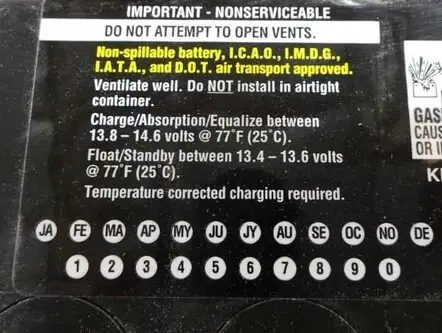 IMPORTANT - NONSERVICEABLE
DO NOT ATTEMPT TO OPEN VENTS.
Non-spillable battery, I.C.A.O., I.M.D.G.,
I.A.T.A., and D.O.T. air transport approved.
Ventilate well. Do NOT install in airtight
container.
Charge/Absorption/Equalize between
13.8 – 14.6 volts @ 77°F (25°C).
Float/Standby between 13.4 – 13.6 volts
@ 77°F (25°C).
Temperature corrected charging required.
JA FE MA AP MY JU JY AU SE OC NO DE
1 2 3 4 5 6 7 8 9 0
GAS
CAUS
OR I